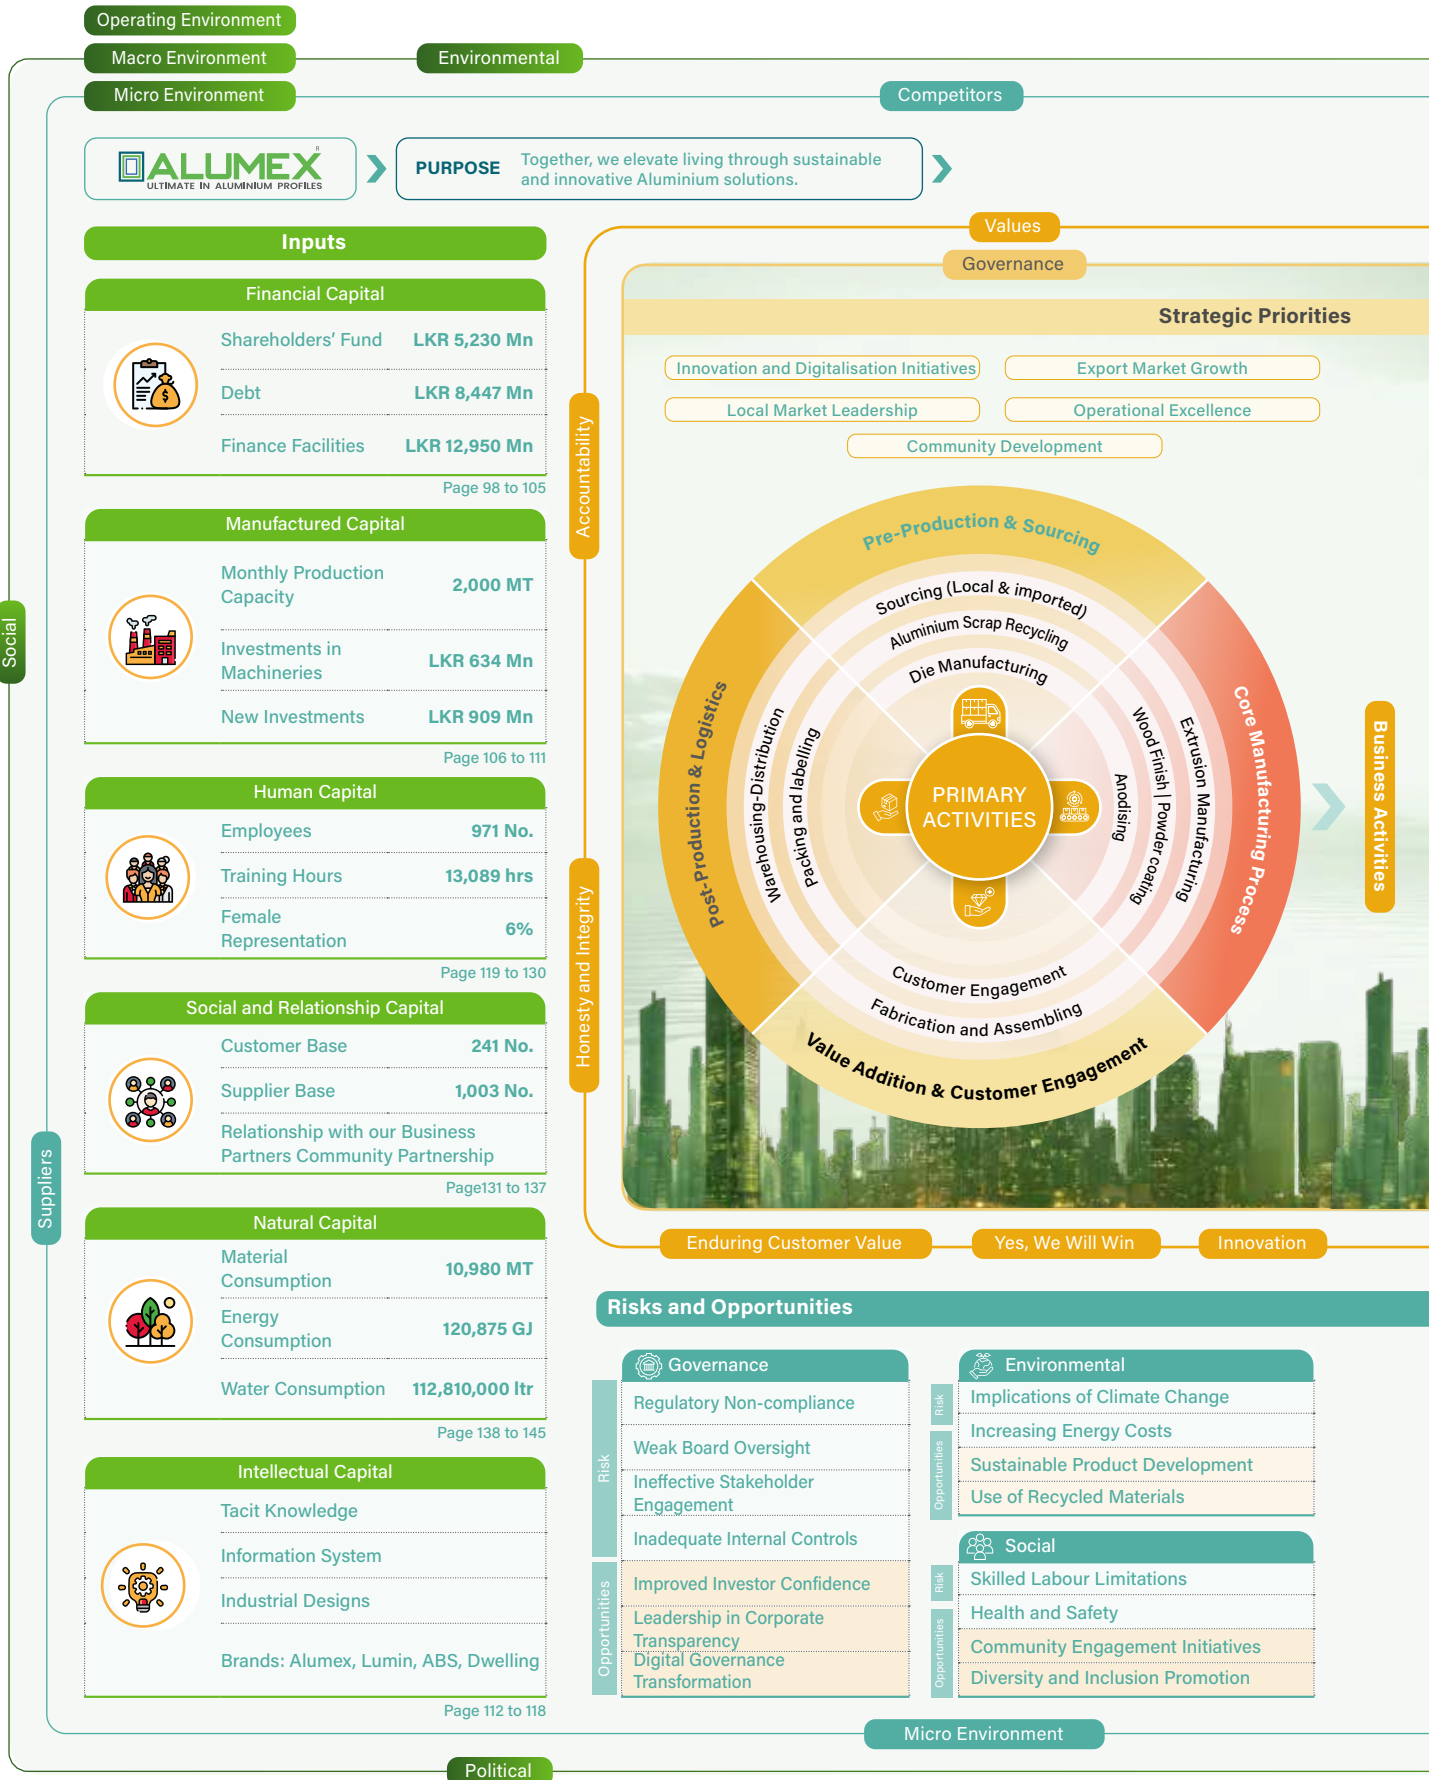 Operating Environment
Macro Environment
Environmental
Micro Environment
Competitors
ALUMEX
R
ULTIMATE IN ALUMINIUM PROFILES
PURPOSE
Together, we elevate living through sustainable
and innovative Aluminium solutions.
Social
Suppliers
Inputs
Financial Capital
Shareholders’ Fund LKR 5,230 Mn
Debt LKR 8,447 Mn
Finance Facilities LKR 12,950 Mn
Page 98 to 105
Manufactured Capital
Monthly Production
Capacity
2,000 MT
Investments in
Machineries
LKR 634 Mn
New Investments LKR 909 Mn
Page 106 to 111
Human Capital
Employees 971 No.
Training Hours 13,089 hrs
Female
Representation
6%
Page 119 to 130
Social and Relationship Capital
Customer Base 241 No.
Supplier Base 1,003 No.
Relationship with our Business
Partners Community Partnership
Page131 to 137
Natural Capital
Material
Consumption
10,980 MT
Energy
Consumption
120,875 GJ
Water Consumption 112,810,000 ltr
Page 138 to 145
Intellectual Capital
Tacit Knowledge
Information System
Industrial Designs
Brands: Alumex, Lumin, ABS, Dwelling
Page 112 to 118
Values
Governance
Accountability
Honesty and Integrity
Strategic Priorities
Innovation and Digitalisation Initiatives
Export Market Growth
Local Market Leadership
Operational Excellence
Community Development
Pre-Production & Sourcing
Sourcing (Local & imported)
Aluminium Scrap Recycling
Die Manufacturing
Post-Production & Logistics
Warehousing-Distribution
Packing and labelling
PRIMARY
ACTIVITIES
Anodising
Wood Finish | Powder coating
Extrusion Manufacturing
Core Manufacturing Process
Customer Engagement
Fabrication and Assembling
Value Addition & Customer Engagement
Business Activities
Enduring Customer Value
Yes, We Will Win
Innovation
Risks and Opportunities
Governance
Risk
Regulatory Non-compliance
Weak Board Oversight
Ineffective Stakeholder
Engagement
Inadequate Internal Controls
Opportunities
Improved Investor Confidence
Leadership in Corporate
Transparency
Digital Governance
Transformation
Environmental
Risk
Implications of Climate Change
Increasing Energy Costs
Opportunities
Sustainable Product Development
Use of Recycled Materials
Social
Risk
Skilled Labour Limitations
Health and Safety
Opportunities
Community Engagement Initiatives
Diversity and Inclusion Promotion
Micro Environment
Political